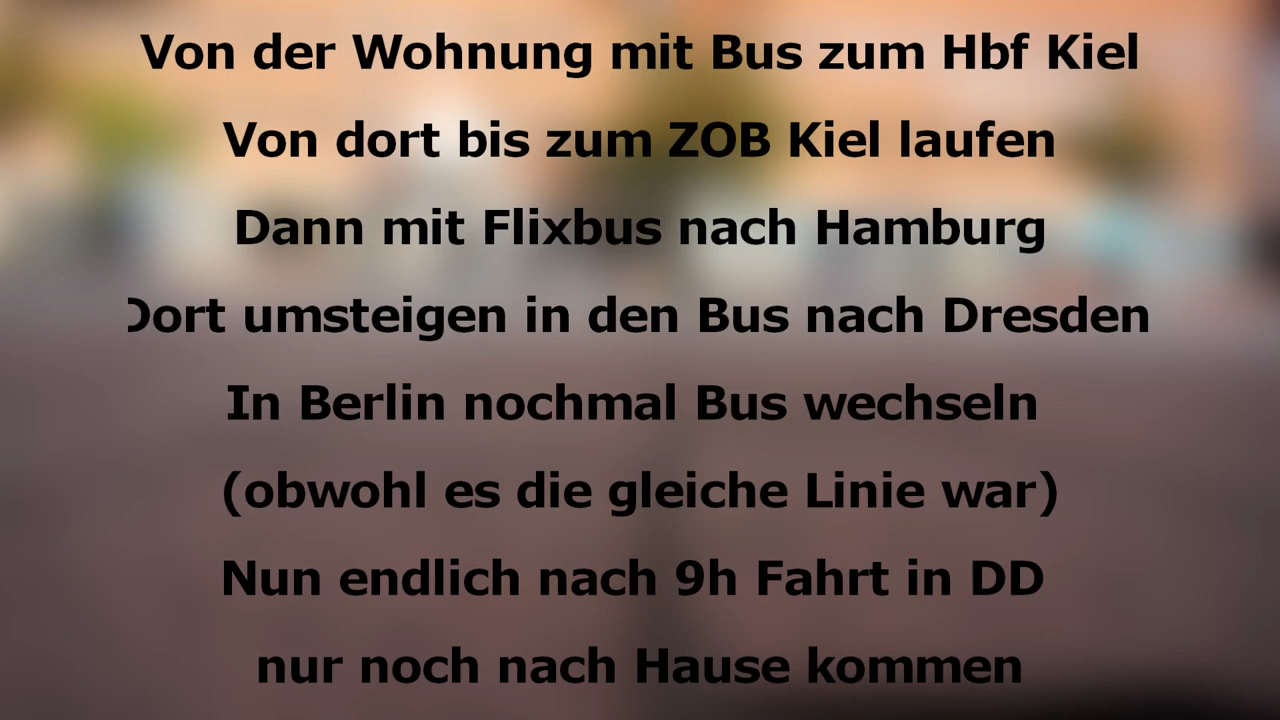 Von der Wohnung mit Bus zum Hbf Kiel
Von dort bis zum ZOB Kiel laufen
Dann mit Flixbus nach Hamburg
Dort umsteigen in den Bus nach Dresden
In Berlin nochmal Bus wechseln
(obwohl es die gleiche Linie war)
Nun endlich nach 9h Fahrt in DD
nur noch nach Hause kommen